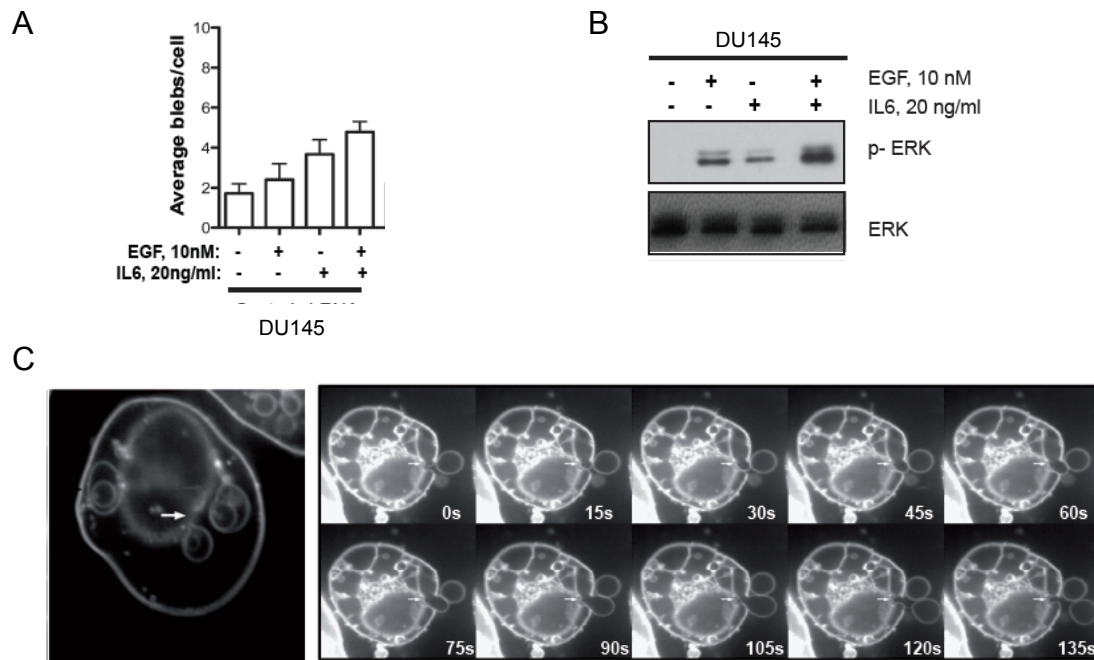 A
Average blebs/cell
10
8
6
4
2
0
EGF, 10nM: - + - +
IL6, 20ng/ml: - - + +
DU145
B
DU145
- + - + EGF, 10 nM
- - + + IL6, 20 ng/ml
p- ERK
ERK
C
0s 15s 30s 45s 60s
75s 90s 105s 120s 135s